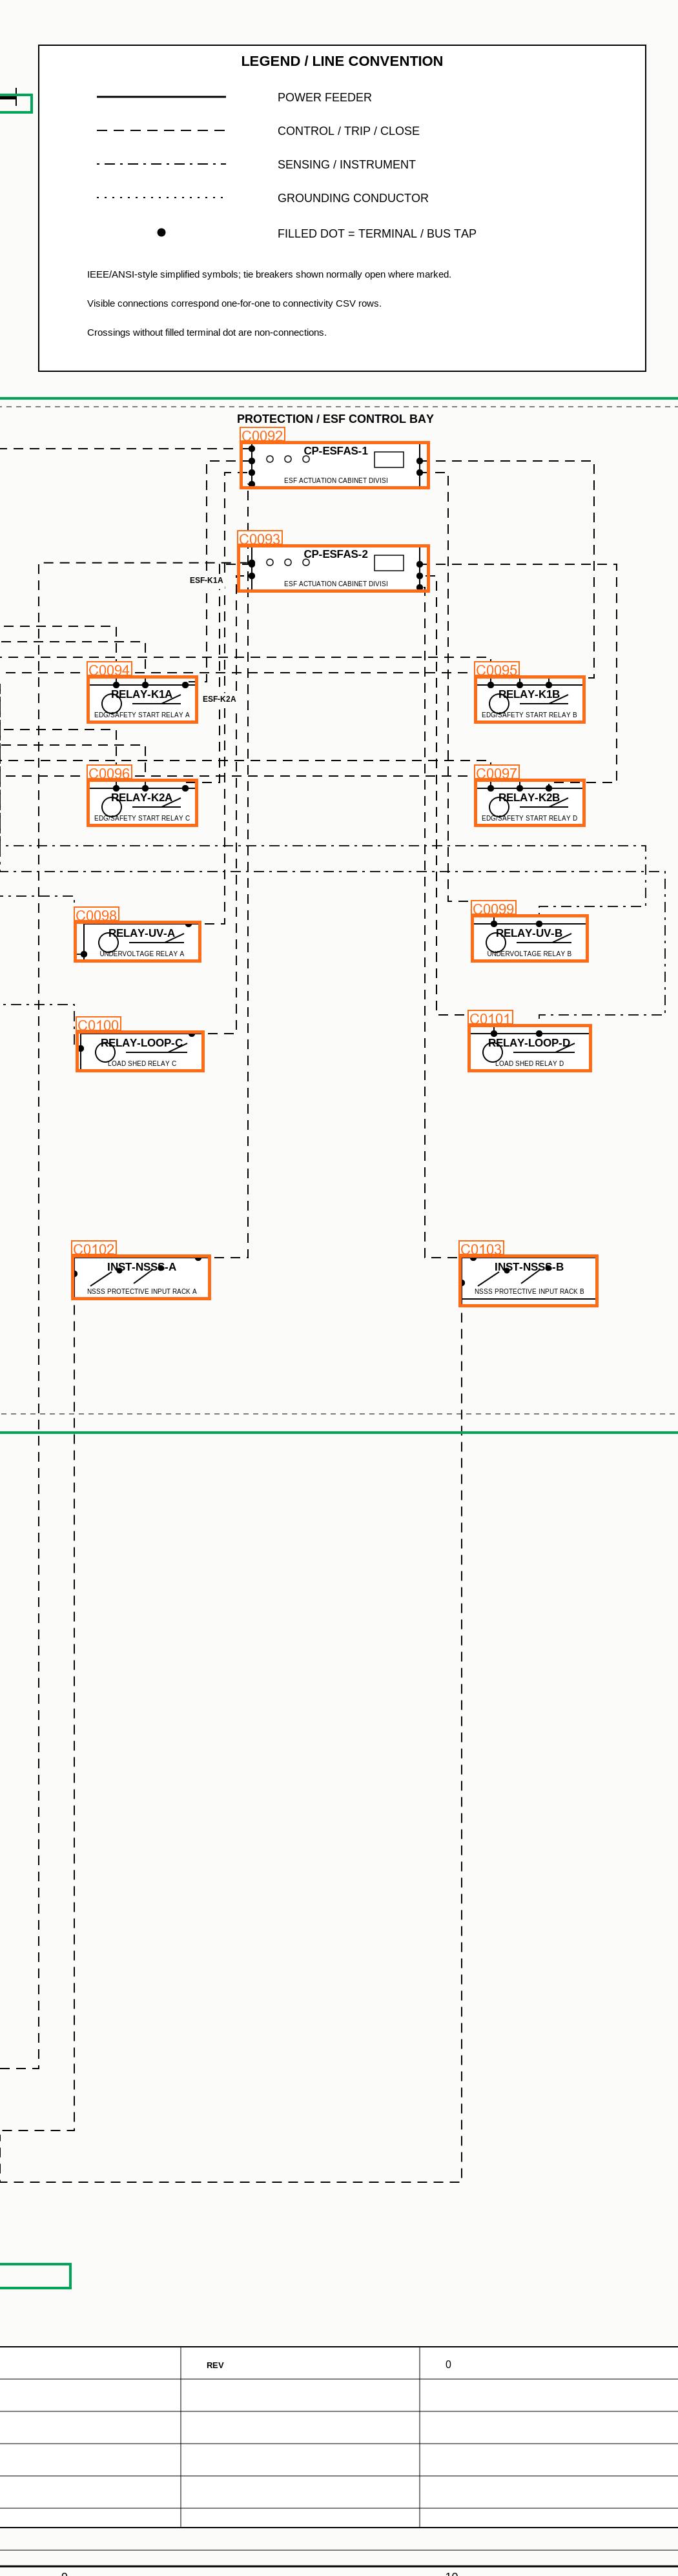 LEGEND / LINE CONVENTION
POWER FEEDER
CONTROL / TRIP / CLOSE
SENSING / INSTRUMENT
GROUNDING CONDUCTOR
FILLED DOT = TERMINAL / BUS TAP
IEEE/ANSI-style simplified symbols; tie breakers shown normally open where marked.
Visible connections correspond one-for-one to connectivity CSV rows.
Crossings without filled terminal dot are non-connections.
PROTECTION / ESF CONTROL BAY
C0092
CP-ESFAS-1
ESF ACTUATION CABINET DIVISI
C0093
CP-ESFAS-2
ESF-K1A
ESF ACTUATION CABINET DIVISI
C0094
C0095
RELAY-K1A
RELAY-K1B
ESF-K2A
EDG/SAFETY START RELAY A
EDG/SAFETY START RELAY B
C0096
C0097
RELAY-K2A
RELAY-K2B
EDG/SAFETY START RELAY C
EDG/SAFETY START RELAY D
C0098
C0099
RELAY-UV-A
RELAY-UV-B
UNDERVOLTAGE RELAY A
UNDERVOLTAGE RELAY B
C0100
C0101
RELAY-LOOP-C
RELAY-LOOP-D
LOAD SHED RELAY C
LOAD SHED RELAY D
C0102
C0103
INST-NSSS-A
INST-NSSS-B
NSSS PROTECTIVE INPUT RACK A
NSSS PROTECTIVE INPUT RACK B
REV
0